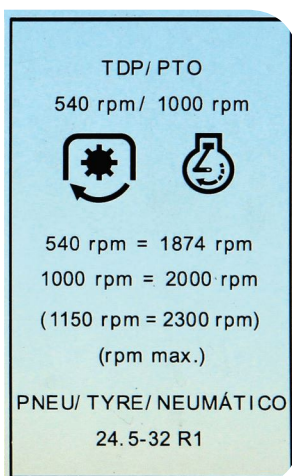 TDP/ PTO
540 rpm/ 1000 rpm
540 rpm = 1874 rpm
1000 rpm = 2000 rpm
(1150 rpm = 2300 rpm)
(rpm max.)
PNEU/ TYRE/ NEUMÁTICO
24.5-32 R1